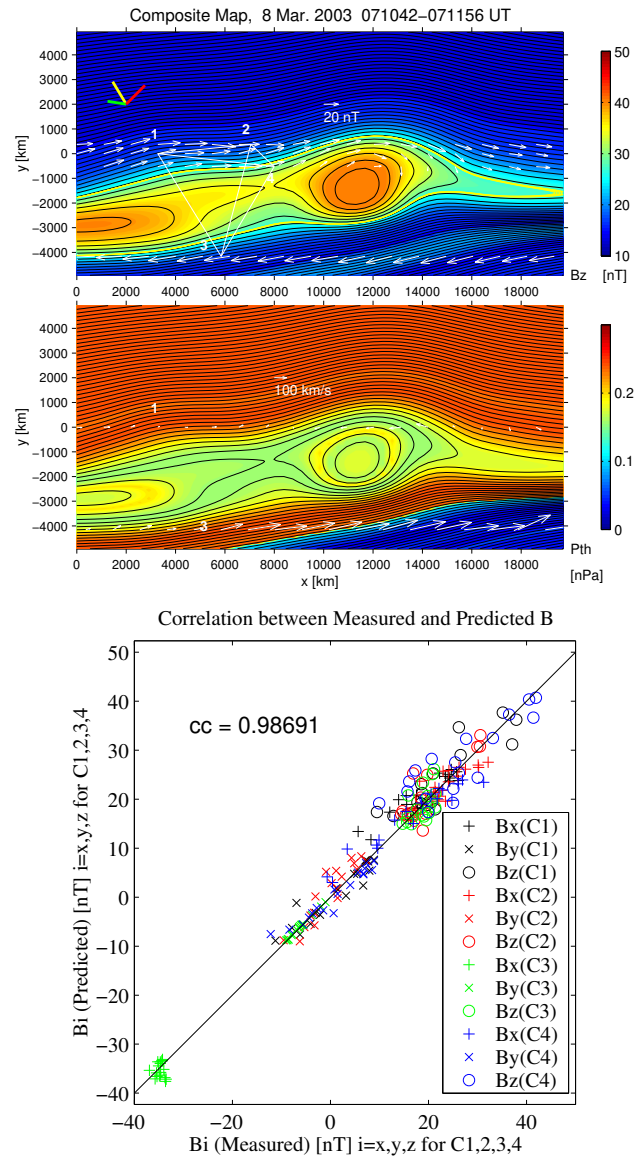 Composite Map, 8 Mar. 2003 071042-071156 UT
4000
3000
2000
1000
0
−1000
−2000
−3000
−4000
y [km]
1
2
20 nT
4
3
0 2000 4000 6000 8000 10000 12000 14000 16000 18000
50
40
30
20
10
Bz [nT]
4000
3000
2000
1000
0
−1000
−2000
−3000
−4000
y [km]
100 km/s
1
3
0 2000 4000 6000 8000 10000 12000 14000 16000 18000
x [km]
0.2
0.1
0
Pth
[nPa]
Correlation between Measured and Predicted B
50
40
30
20
10
0
−10
−20
−30
−40
Bi (Predicted) [nT] i=x,y,z for C1,2,3,4
cc = 0.98691
Bx(C1)
By(C1)
Bz(C1)
Bx(C2)
By(C2)
Bz(C2)
Bx(C3)
By(C3)
Bz(C3)
Bx(C4)
By(C4)
Bz(C4)
−40 −20 0 20 40
Bi (Measured) [nT] i=x,y,z for C1,2,3,4